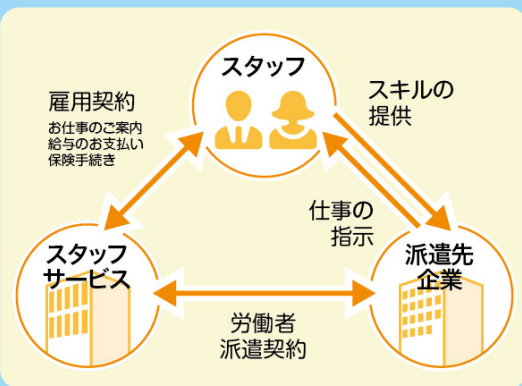 スタッフ
雇用契約
お仕事のご案内
給与のお支払い
保険手続き
スキルの
提供
仕事の
指示
スタッフ
サービス
派遣先
企業
労働者
派遣契約